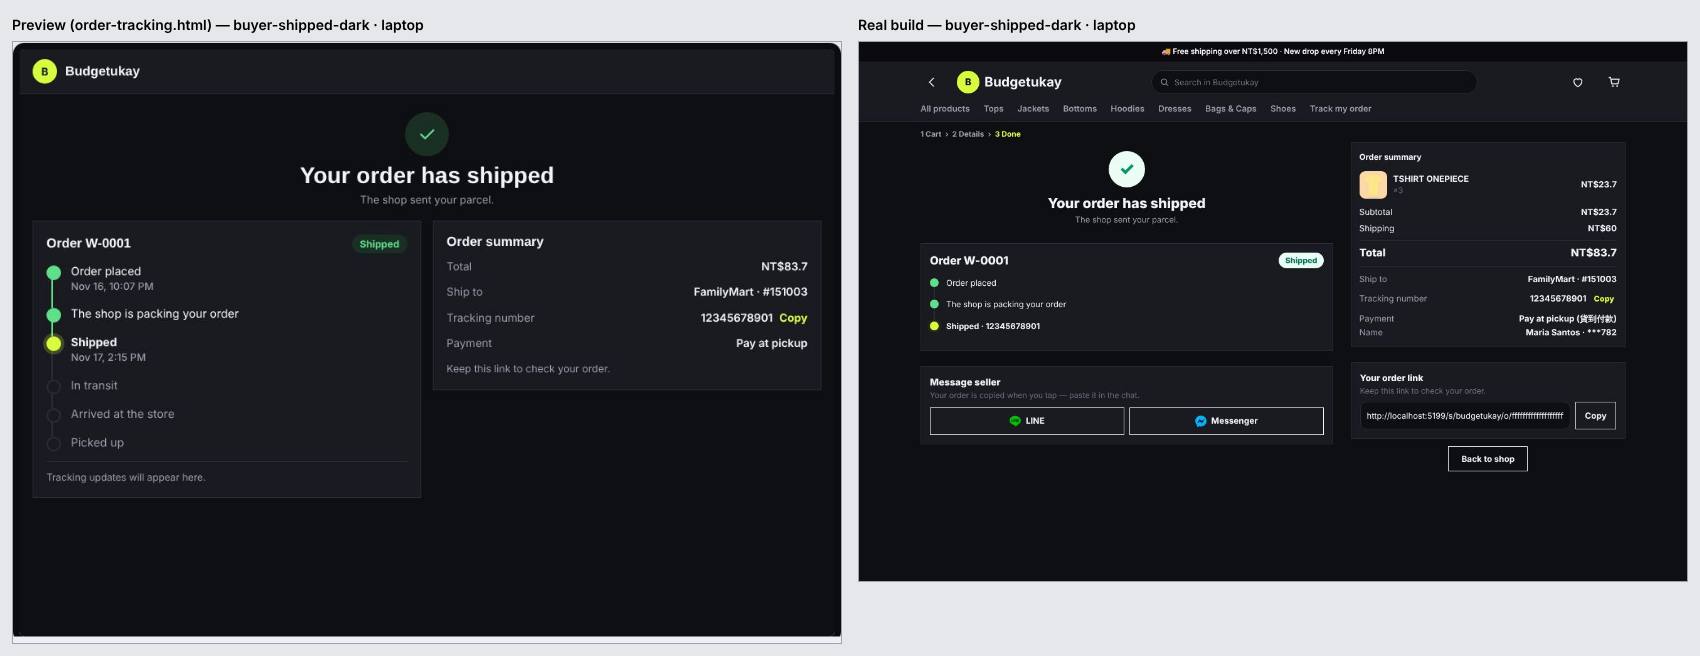 Preview (order-tracking.html) — buyer-shipped-dark · laptop
B Budgetukay
Your order has shipped
The shop sent your parcel.
Order W-0001 Shipped
Order placed
Nov 16, 10:07 PM
The shop is packing your order
Shipped
Nov 17, 2:15 PM
In transit
Arrived at the store
Picked up
Tracking updates will appear here.
Order summary
Total NT$83.7
Ship to FamilyMart · #151003
Tracking number 12345678901 Copy
Payment Pay at pickup
Keep this link to check your order.
Real build — buyer-shipped-dark · laptop
🚚 Free shipping over NT$1,500 · New drop every Friday 8PM
B Budgetukay Search in Budgetukay
All products Tops Jackets Bottoms Hoodies Dresses Bags & Caps Shoes Track my order
1 Cart › 2 Details › 3 Done
Your order has shipped
The shop sent your parcel.
Order W-0001 Shipped
Order placed
The shop is packing your order
Shipped · 12345678901
Message seller
Your order is copied when you tap — paste it in the chat.
LINE Messenger
Order summary
TSHIRT ONEPIECE NT$23.7
×3
Subtotal NT$23.7
Shipping NT$60
Total NT$83.7
Ship to FamilyMart · #151003
Tracking number 12345678901 Copy
Payment Pay at pickup (貨到付款)
Name Maria Santos · ***782
Your order link
Keep this link to check your order.
Copy
Back to shop